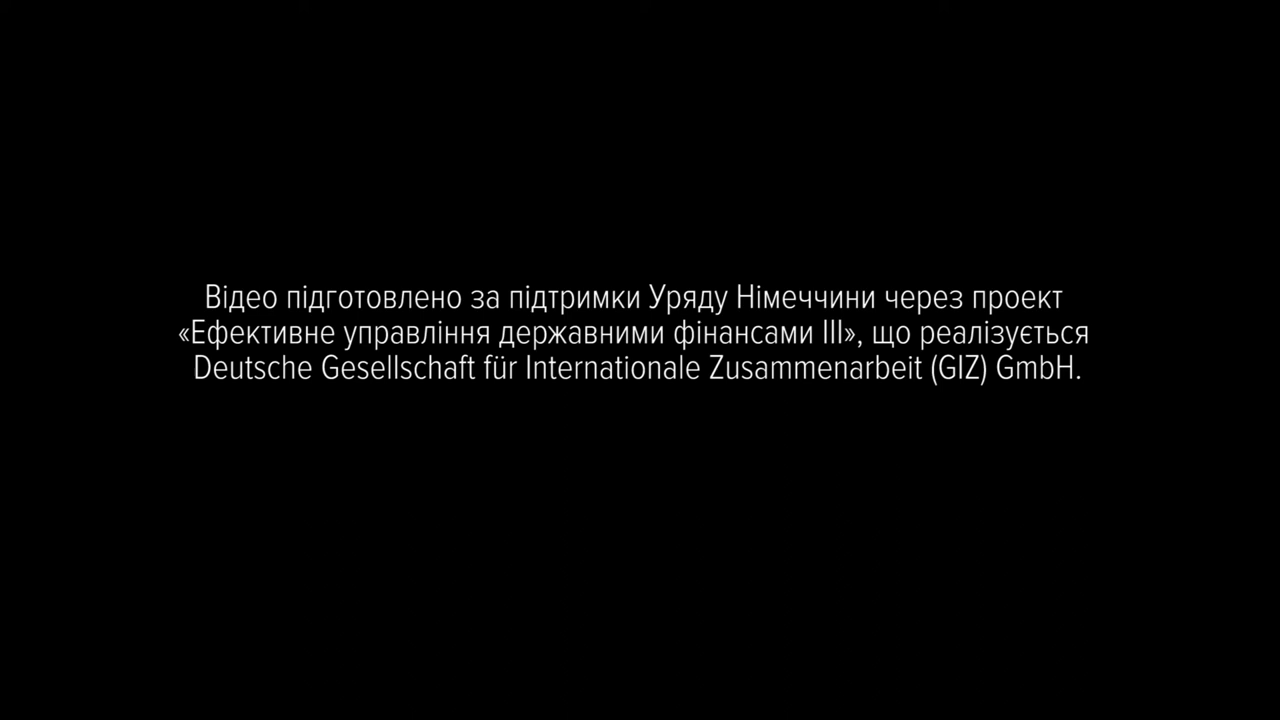 Відео підготовлено за підтримки Уряду Німеччини через проект
«Ефективне управління державними фінансами III», що реалізується
Deutsche Gesellschaft für Internationale Zusammenarbeit (GIZ) GmbH.